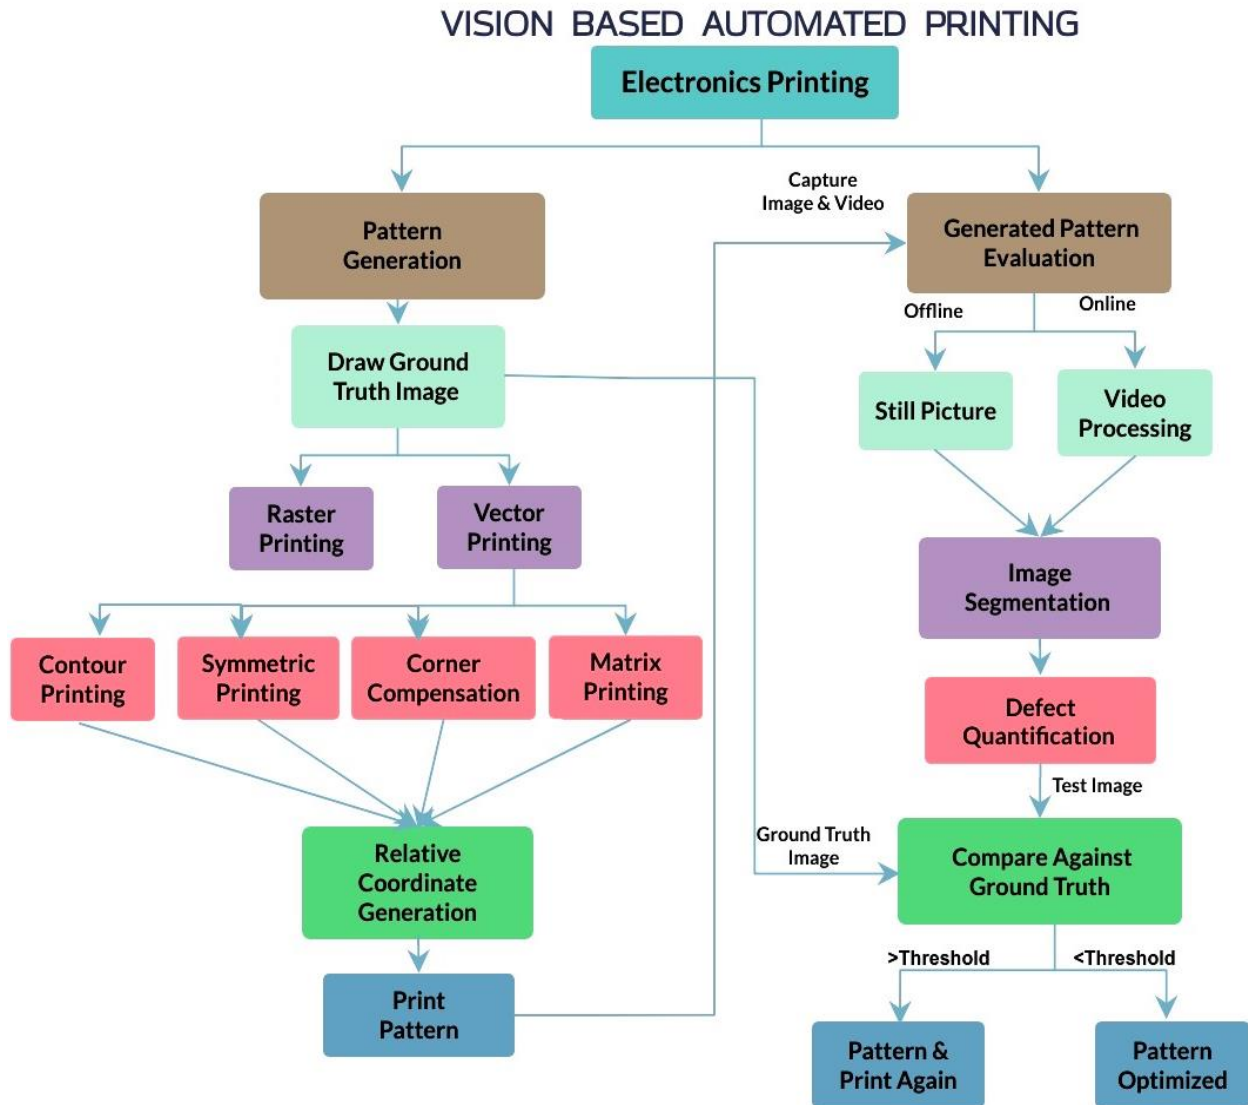 VISION BASED AUTOMATED PRINTING
Electronics Printing
Pattern
Generation
Capture
Image & Video
Generated Pattern
Evaluation
Offline
Online
Draw Ground
Truth Image
Still Picture
Video
Processing
Raster
Printing
Vector
Printing
Image
Segmentation
Contour
Printing
Symmetric
Printing
Corner
Compensation
Matrix
Printing
Defect
Quantification
Test Image
Relative
Coordinate
Generation
Ground Truth
Image
Compare Against
Ground Truth
>Threshold
<Threshold
Print
Pattern
Pattern &
Print Again
Pattern
Optimized